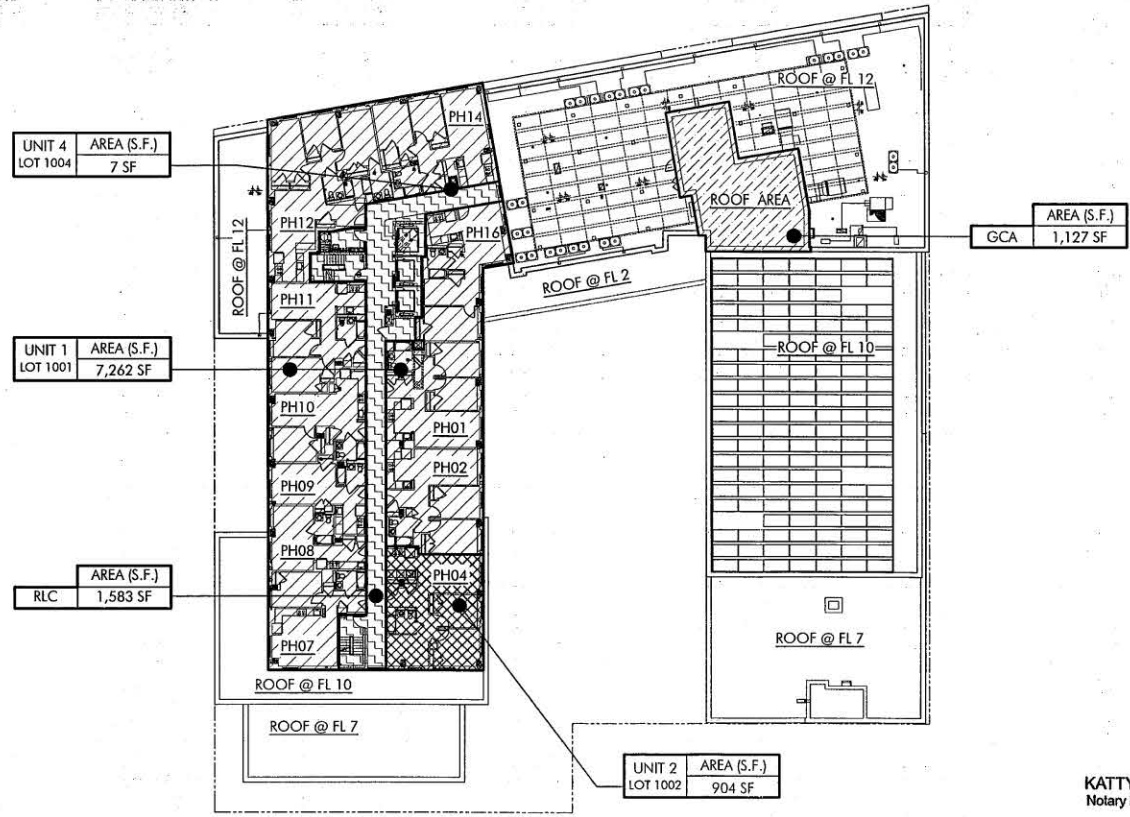 ROOF @ FL 12
PH14
UNIT 4
LOT 1004
AREA (S.F.)
7 SF
ROOF AREA
PH12
PH16
AREA (S.F.)
GCA
1,127 SF
ROOF @ FL 12
ROOF @ FL 2
PH11
UNIT 1
LOT 1001
AREA (S.F.)
7,262 SF
ROOF @ FL 10
PH10
PH01
PH02
PH09
PH08
PH04
AREA (S.F.)
RLC
1,583 SF
PH07
ROOF @ FL 7
ROOF @ FL 10
ROOF @ FL 7
UNIT 2
LOT 1002
AREA (S.F.)
904 SF
KATTY
Notary